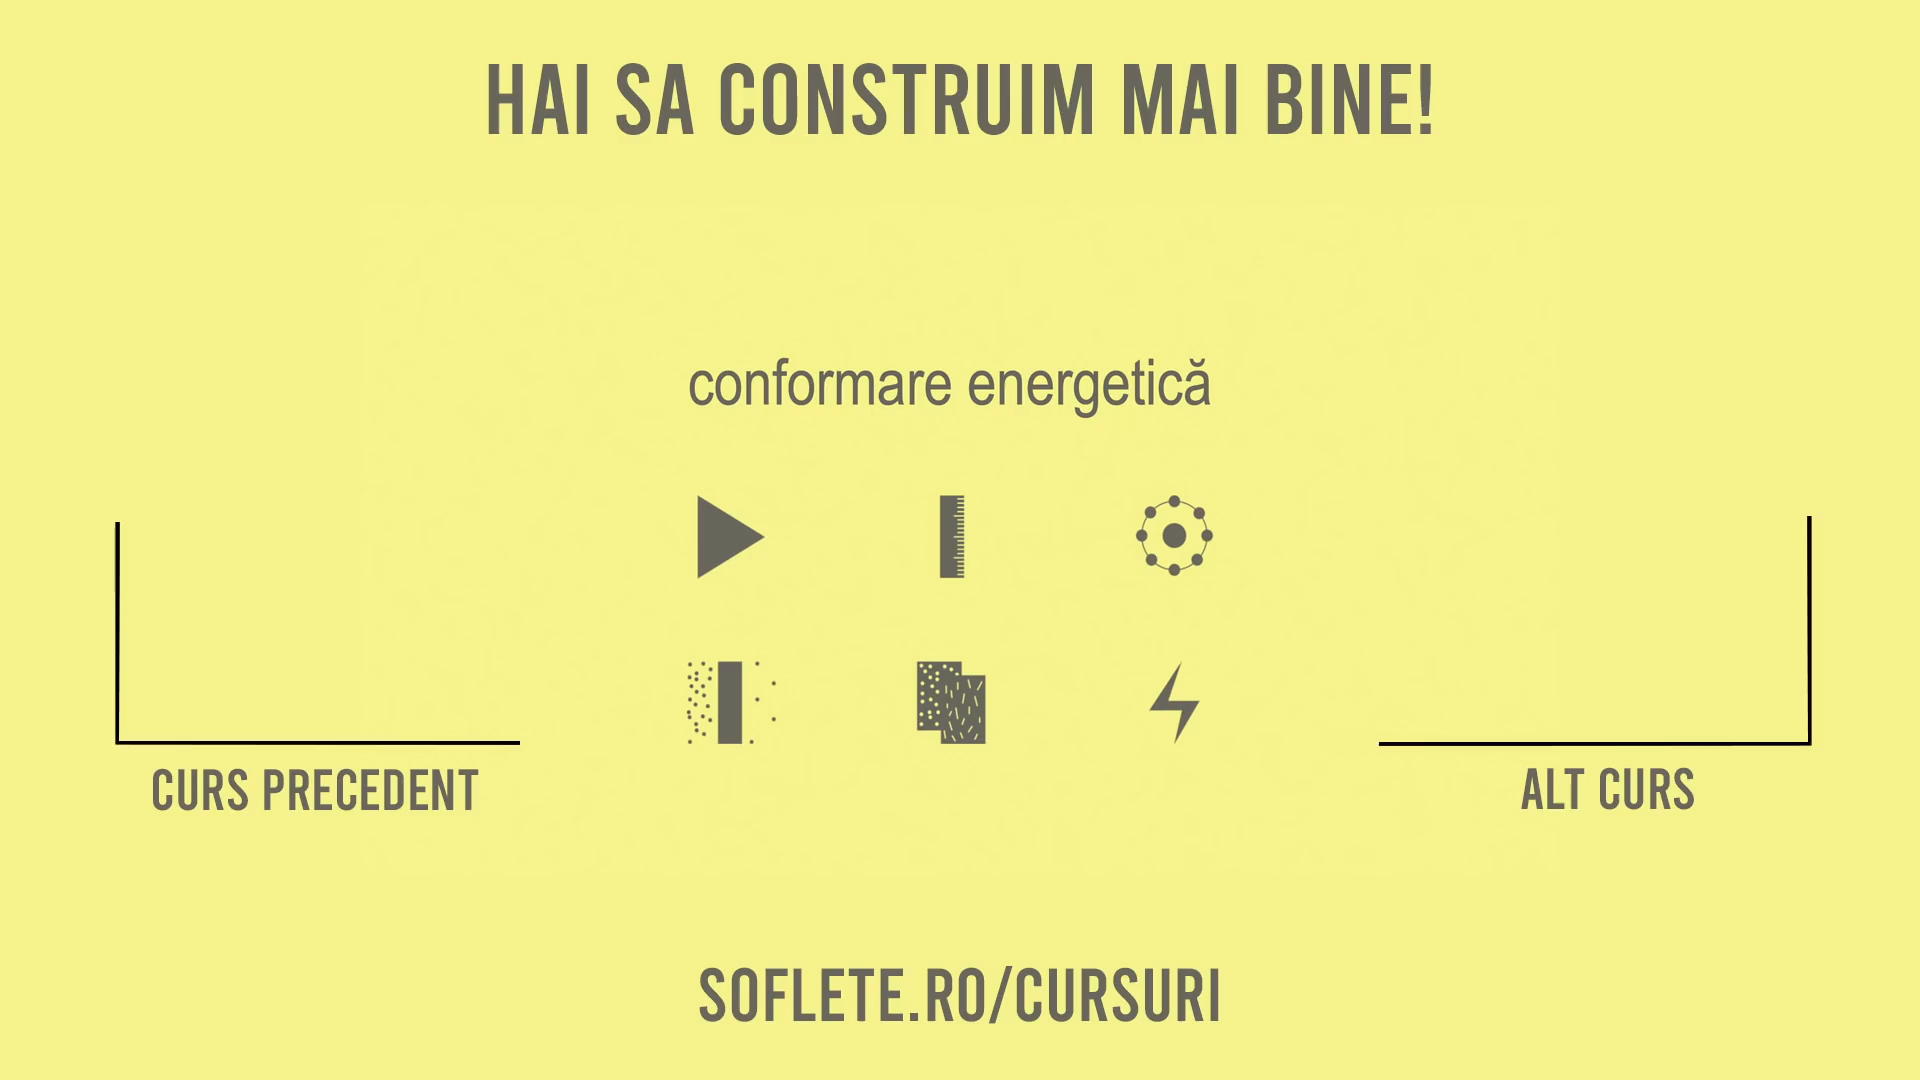 HAI SA CONSTRUIM MAI BINE!
conformare energetică
CURS PRECEDENT
ALT CURS
SOFLETE.RO/CURSURI